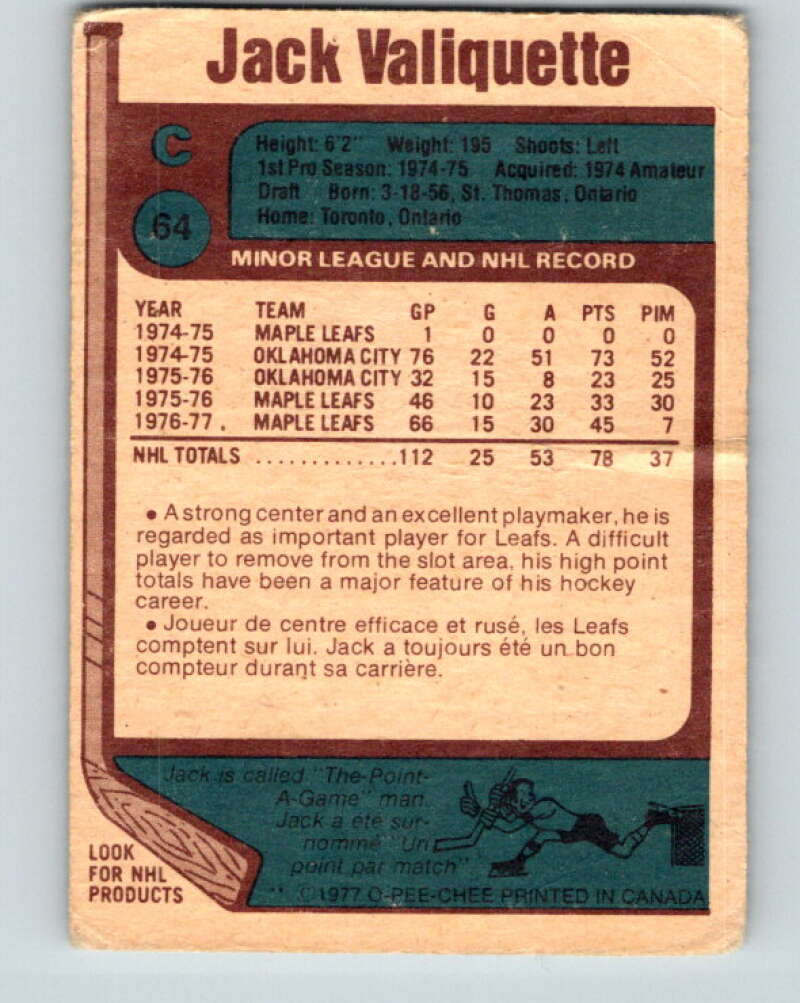 Jack Valiquette
C
Height: 6'2" Weight: 195 Shoots: Left
1st Pro Season: 1974-75 Acquired: 1974 Amateur
Draft Born: 3-18-56, St. Thomas, Ontario
Home: Toronto, Ontario
64
MINOR LEAGUE AND NHL RECORD
YEAR TEAM GP G A PTS PIM
1974-75 MAPLE LEAFS 1 0 0 0 0
1974-75 OKLAHOMA CITY 76 22 51 73 52
1975-76 OKLAHOMA CITY 32 15 8 23 25
1975-76 MAPLE LEAFS 46 10 23 33 30
1976-77 . MAPLE LEAFS 66 15 30 45 7
NHL TOTALS ..............112 25 53 78 37
• A strong center and an excellent playmaker, he is
regarded as important player for Leafs. A difficult
player to remove from the slot area, his high point
totals have been a major feature of his hockey
career.
• Joueur de centre efficace et rusé, les Leafs
comptent sur lui. Jack a toujours été un bon
compteur durant sa carrière.
Jack is called "The-Point-
A-Game" man.
Jack a été sur-
nommé "Un
point par match"
LOOK
FOR NHL
PRODUCTS
** ©1977 O-PEE-CHEE PRINTED IN CANADA